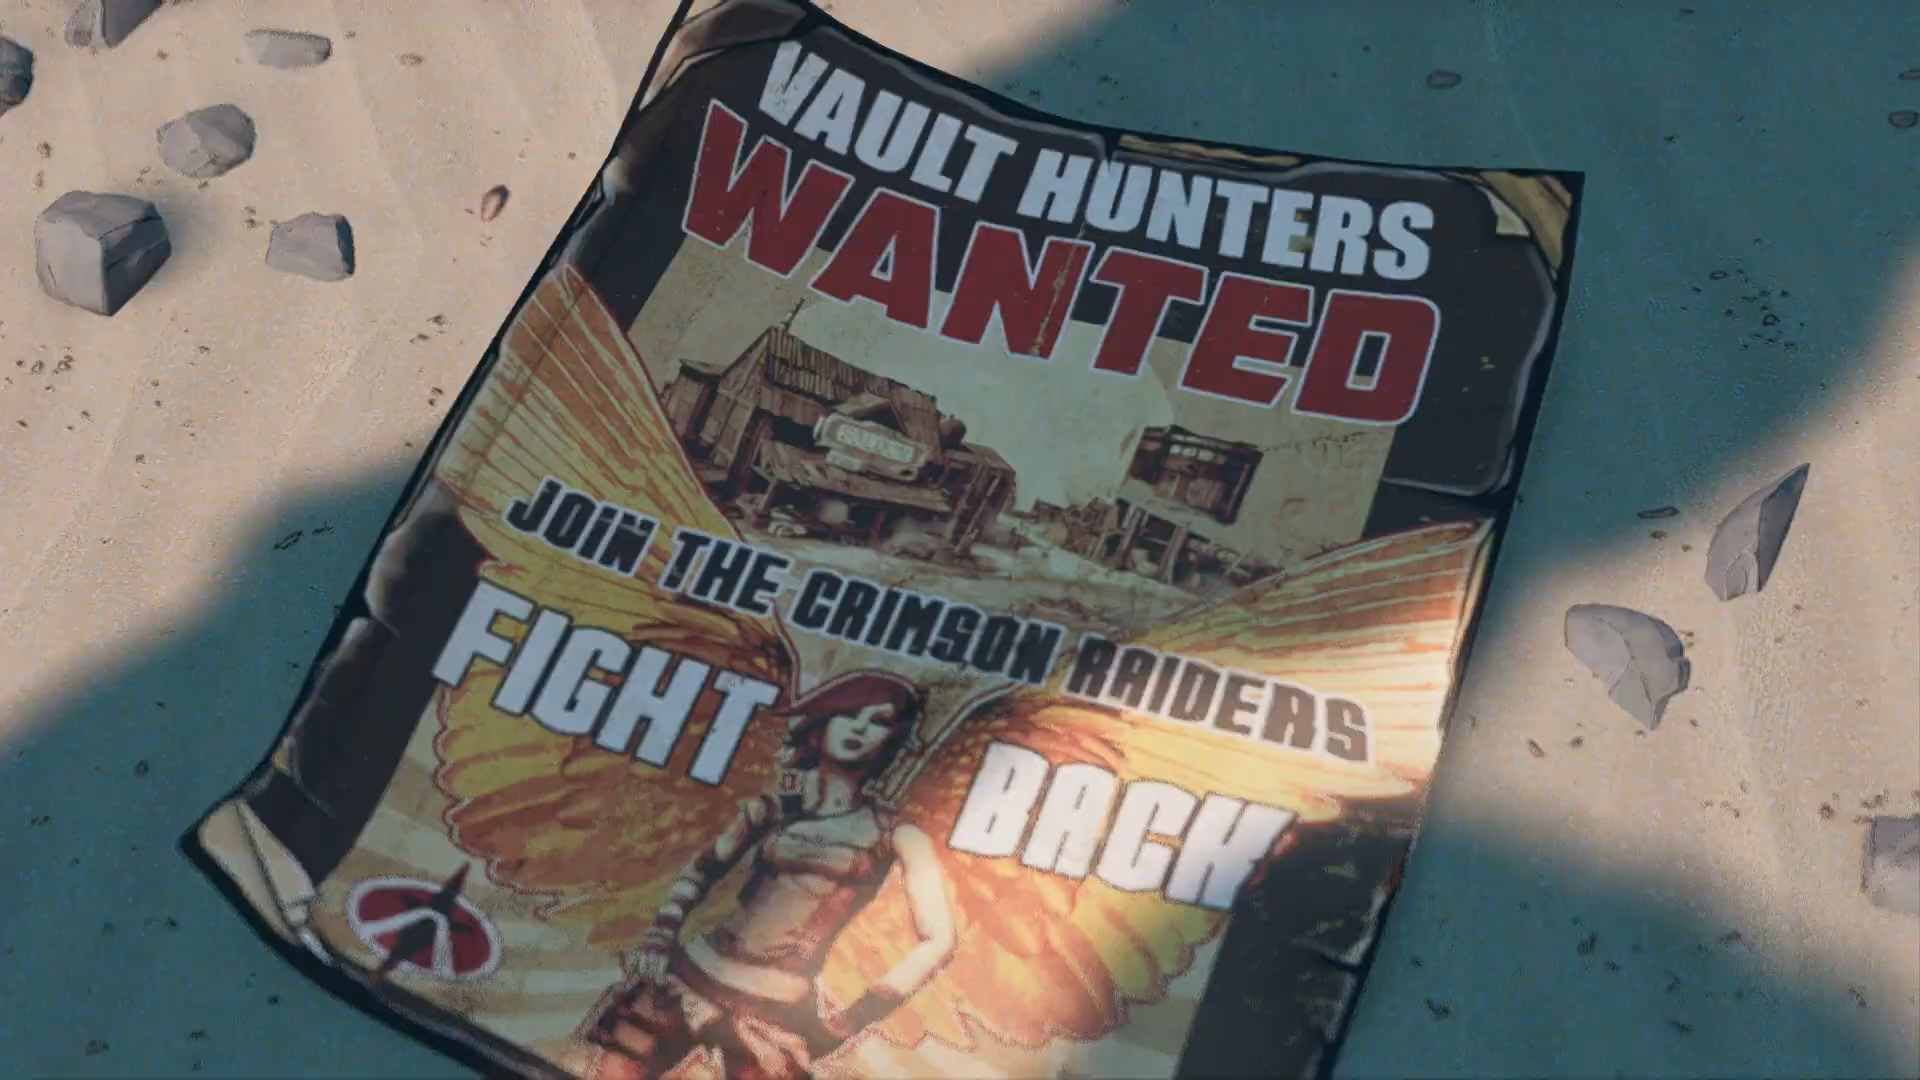 VAULT HUNTERS
WANTED
JOIN THE CRIMSON RAIDERS
FIGHT
BACK